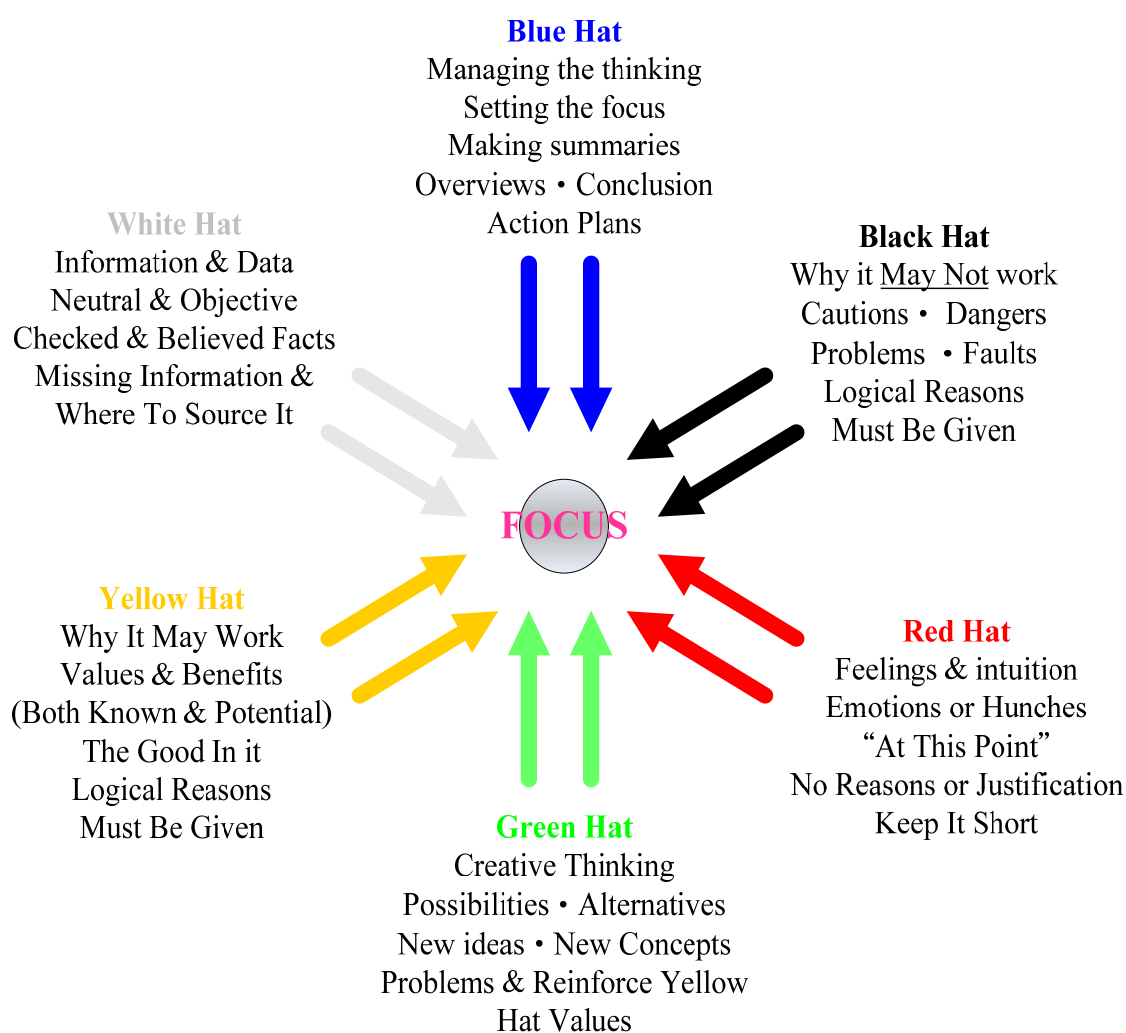 Blue Hat
Managing the thinking
Setting the focus
Making summaries
Overviews • Conclusion
Action Plans
White Hat
Information & Data
Neutral & Objective
Checked & Believed Facts
Missing Information &
Where To Source It
Black Hat
Why it May Not work
Cautions • Dangers
Problems • Faults
Logical Reasons
Must Be Given
FOCUS
Yellow Hat
Why It May Work
Values & Benefits
(Both Known & Potential)
The Good In it
Logical Reasons
Must Be Given
Red Hat
Feelings & intuition
Emotions or Hunches
“At This Point”
No Reasons or Justification
Keep It Short
Green Hat
Creative Thinking
Possibilities • Alternatives
New ideas • New Concepts
Problems & Reinforce Yellow
Hat Values